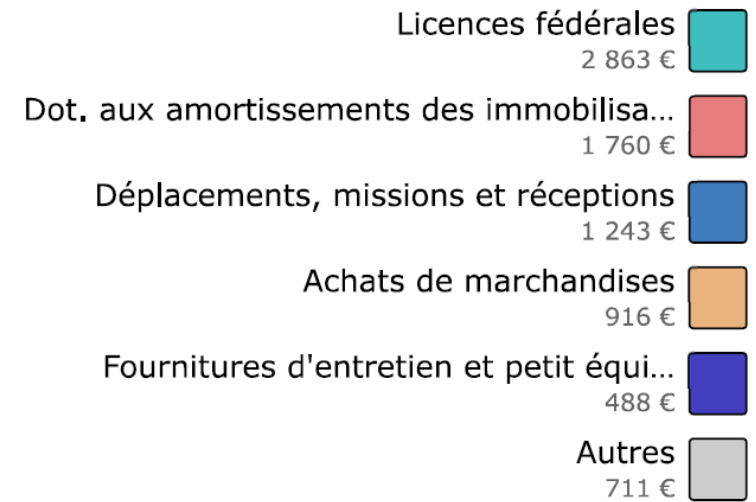 Licences fédérales
2 863 €
Dot. aux amortissements des immobilisa...
1 760 €
Déplacements, missions et réceptions
1 243 €
Achats de marchandises
916 €
Fournitures d'entretien et petit équi...
488 €
Autres
711 €